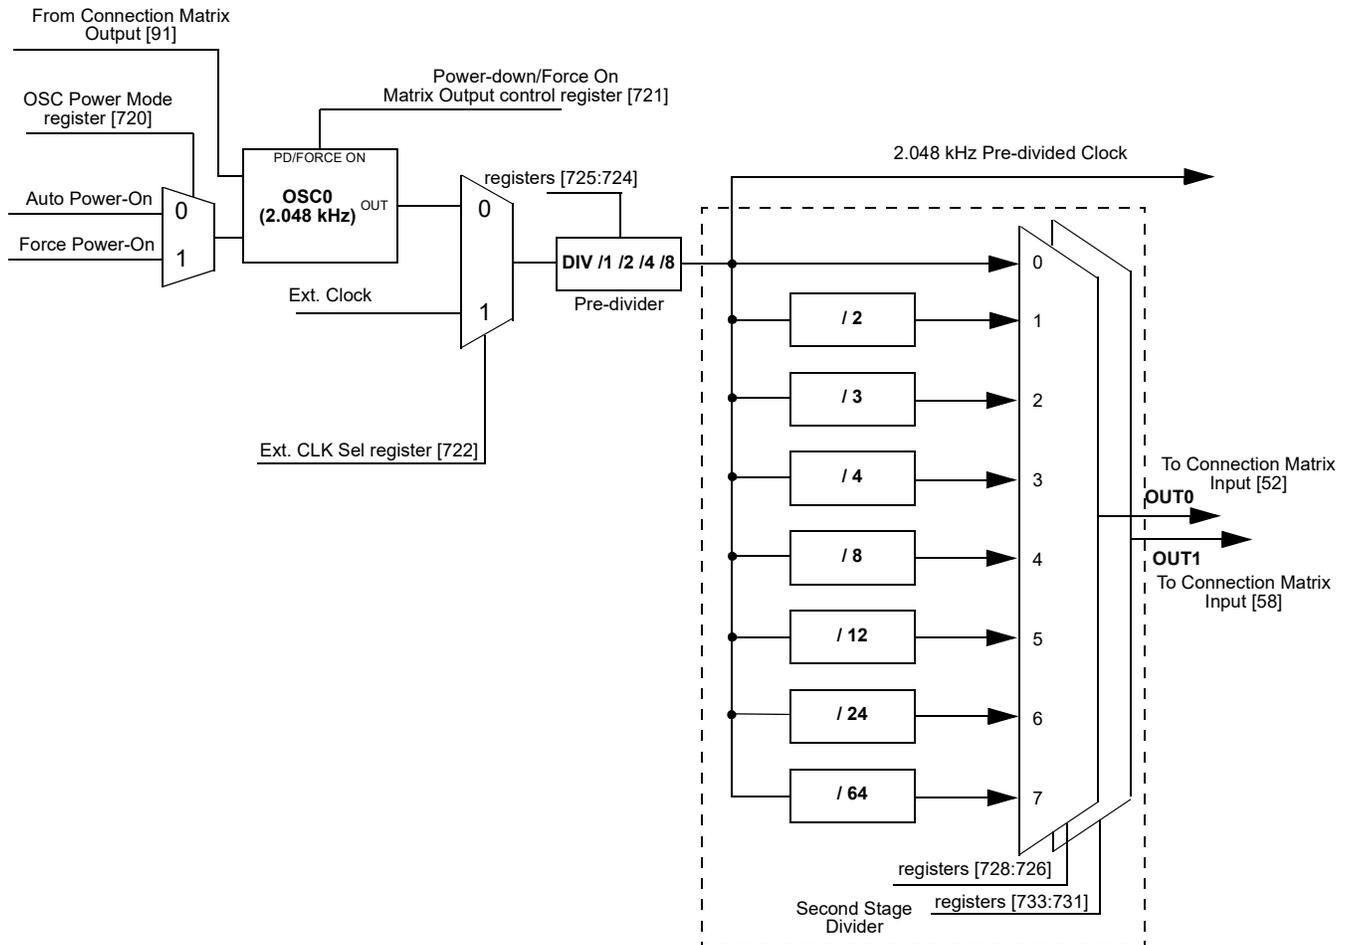 From Connection Matrix
Output [91]
OSC Power Mode
register [720]
Power-down/Force On
Matrix Output control register [721]
PD/FORCE ON
OSC0
(2.048 kHz)
OUT
Auto Power-On
Force Power-On
0
1
registers [725:724]
0
1
Ext. Clock
Ext. CLK Sel register [722]
DIV /1 /2 /4 /8
Pre-divider
2.048 kHz Pre-divided Clock
0
/ 2
1
/ 3
2
/ 4
3
/ 8
4
/ 12
5
/ 24
6
/ 64
7
To Connection Matrix
Input [52]
OUT0
OUT1
To Connection Matrix
Input [58]
registers [728:726]
registers [733:731]
Second Stage
Divider